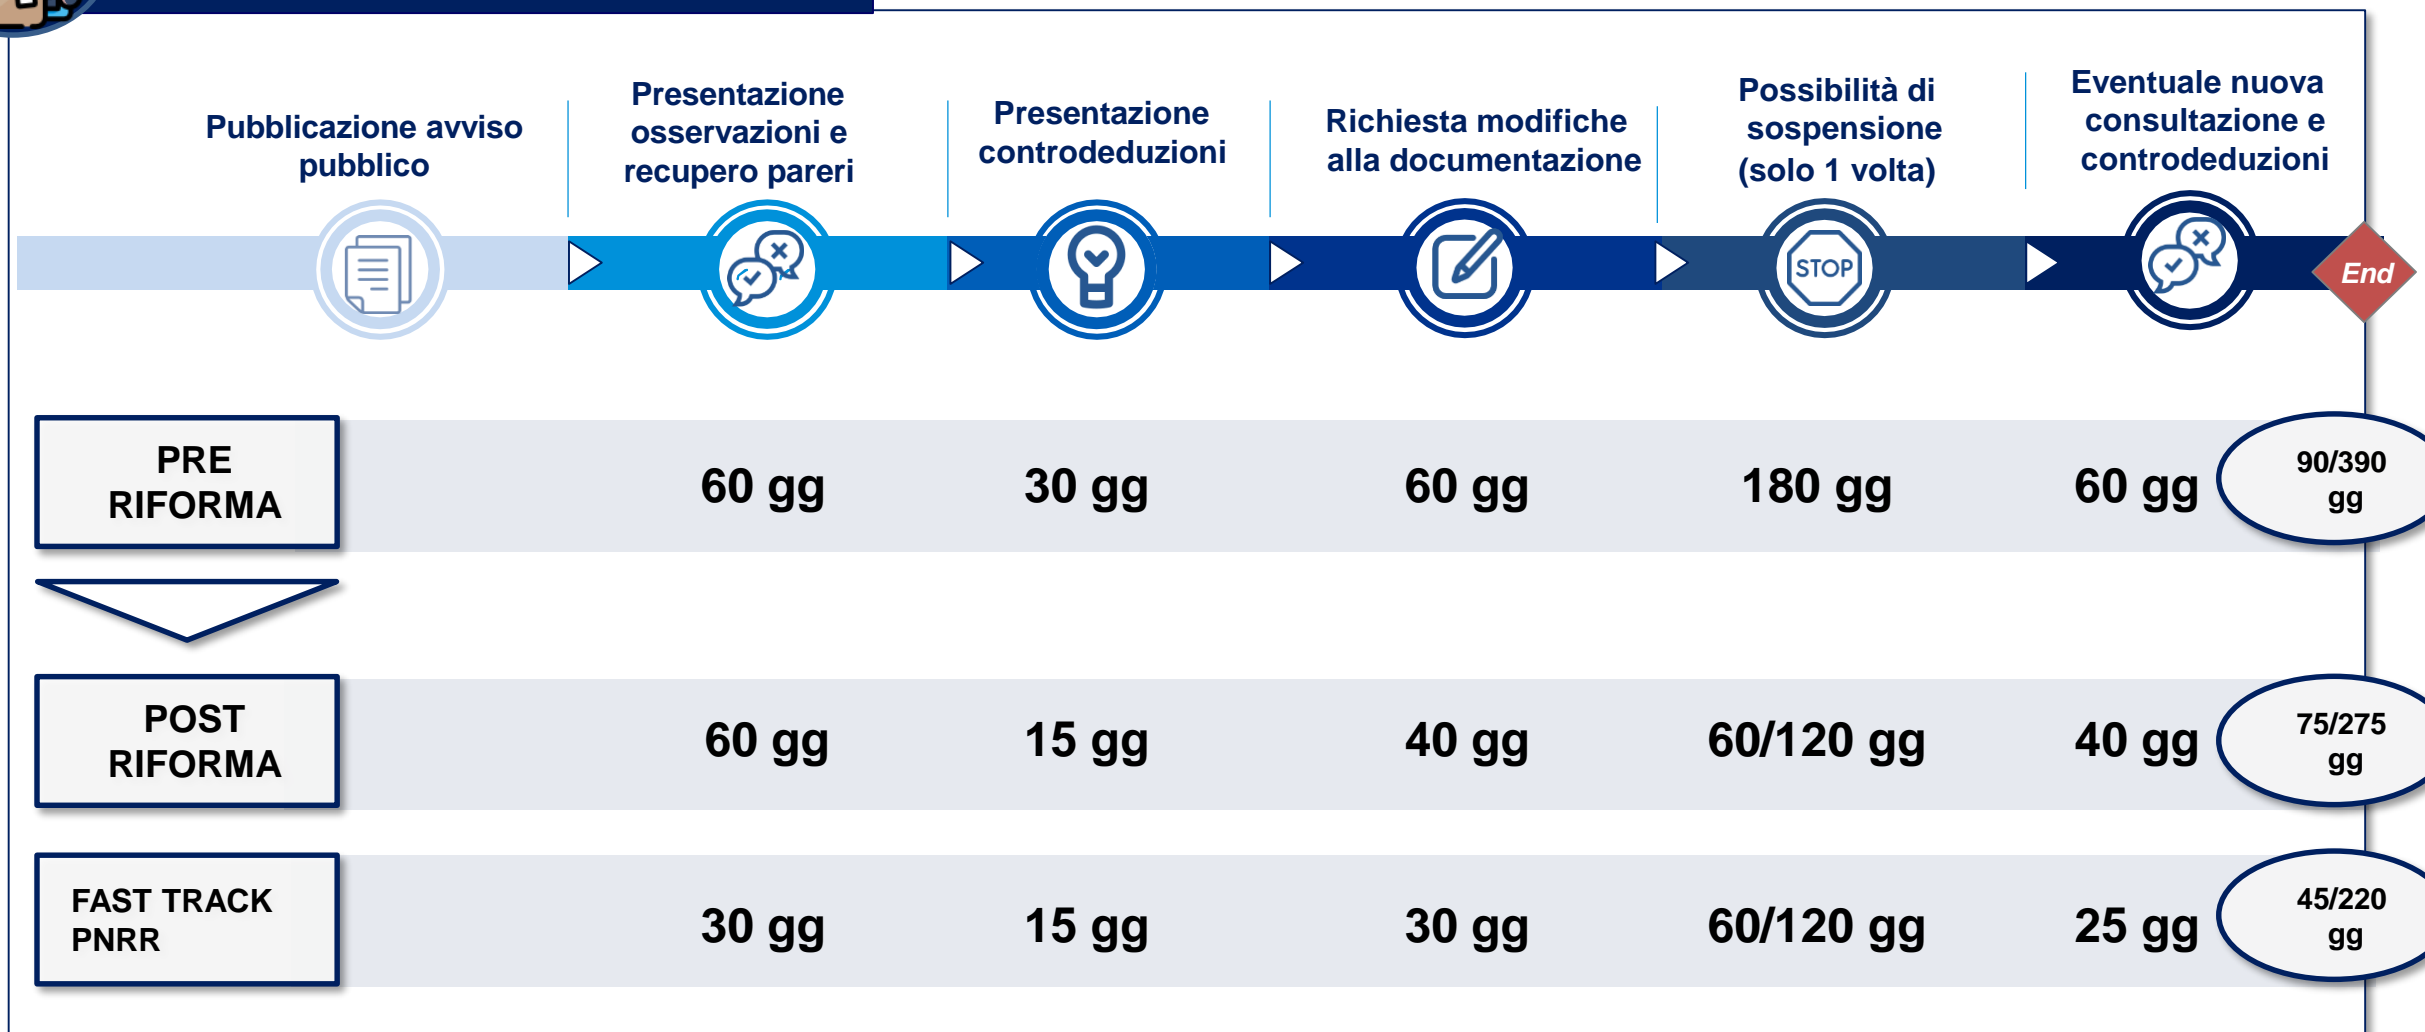 Pubblicazione avviso
pubblico
Presentazione
osservazioni e
recupero pareri
Presentazione
controdeduzioni
Richiesta modifiche
alla documentazione
Possibilità di
sospensione
(solo 1 volta)
Eventuale nuova
consultazione e
controdeduzioni
STOP
End
PRE
RIFORMA
60 gg
30 gg
60 gg
180 gg
60 gg
90/390
gg
POST
RIFORMA
60 gg
15 gg
40 gg
60/120 gg
40 gg
75/275
gg
FAST TRACK
PNRR
30 gg
15 gg
30 gg
60/120 gg
25 gg
45/220
gg